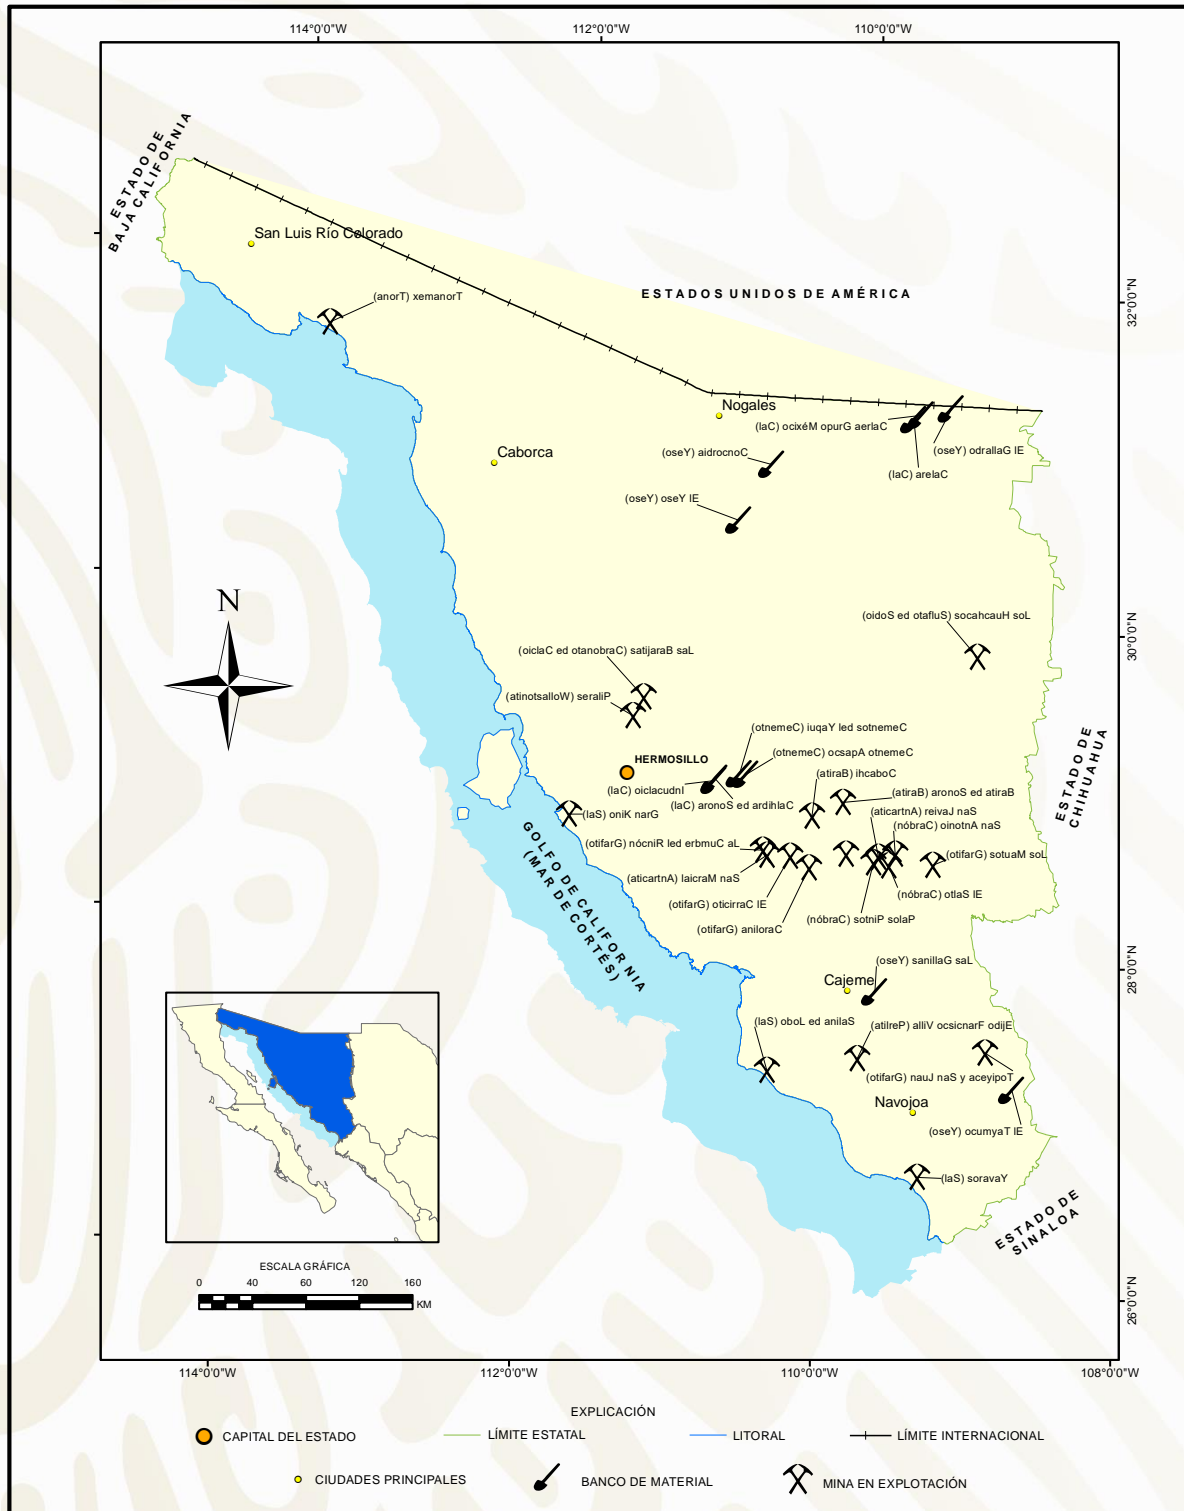 114°0'0"W
112°0'0"W
110°0'0"W
ESTADO DE
BAJA CALIFORNIA
San Luis Río Colorado
ESTADOS UNIDOS DE AMÉRICA
(anorT) xemanorT
32°0'0"N
Nogales
(laC) ocixéM opurG aerlaC
(oseY) odrallaG lE
(laC) arelaC
Caborca
(oseY) aidrocnoC
(oseY) oseY lE
N
(oidoS ed otafluS) socahcauH soL
30°0'0"N
(oiclaC ed otanobraC) satijaraB saL
(atinotsalloW) seraliP
(otnemeC) iuqaY led sotnemeC
(otnemeC) ocsapA otnemeC
HERMOSILLO
(laC) oiclacudnI
(laC) aronoS ed ardihlaC
(atiraB) ihcaboC
(atiraB) aronoS ed atiraB
(aticartnA) reivaJ naS
(nóbraC) oinotnA naS
(laS) oniK narG
(otifarG) nócniR led erbmuC aL
(otifarG) sotuaM soL
(aticartnA) laicraM naS
(nóbraC) otlaS lE
(otifarG) oticirraC lE
(nóbraC) sotniP solaP
(otifarG) aniloraC
ESTADO DE
CHIHUAHUA
GOLFO DE CALIFORNIA
(MAR DE CORTÉS)
28°0'0"N
(oseY) sanillaG saL
Cajeme
(laS) oboL ed anilaS
(atilreP) alliV ocsicnarF odijE
(otifarG) nauJ naS y aceyipoT
Navojoa
(oseY) ocumyaT lE
(laS) soravaY
ESTADO DE
SINALOA
ESCALA GRÁFICA
0 40 60 120 160
KM
26°0'0"N
114°0'0"W
112°0'0"W
110°0'0"W
108°0'0"W
EXPLICACIÓN
CAPITAL DEL ESTADO
LÍMITE ESTATAL
LITORAL
LÍMITE INTERNACIONAL
CIUDADES PRINCIPALES
BANCO DE MATERIAL
MINA EN EXPLOTACIÓN